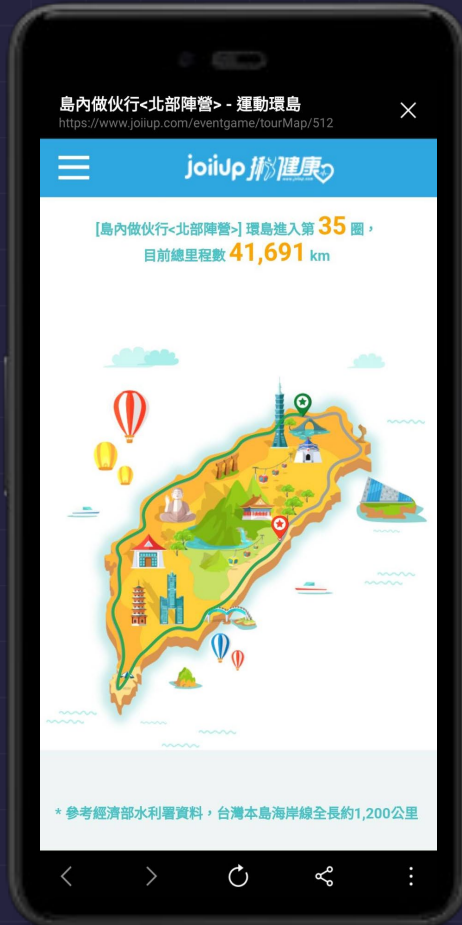 島內做伙行<北部陣營> - 運動環島
https://www.joiiup.com/eventgame/tourMap/512
joiiup 揪健康
[島內做伙行<北部陣營>] 環島進入第 35 圈，
目前總里程數 41,691 km
* 參考經濟部水利署資料，台灣本島海岸線全長約1,200公里